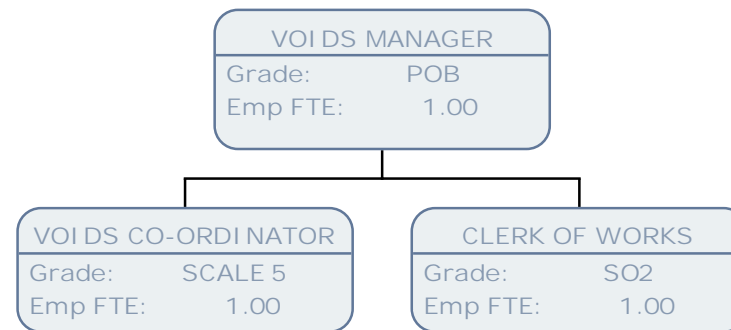 VOIDS MANAGER
Grade: POB
Emp FTE: 1.00
VOIDS CO-ORDINATOR
Grade: SCALE 5
Emp FTE: 1.00
CLERK OF WORKS
Grade: SO2
Emp FTE: 1.00